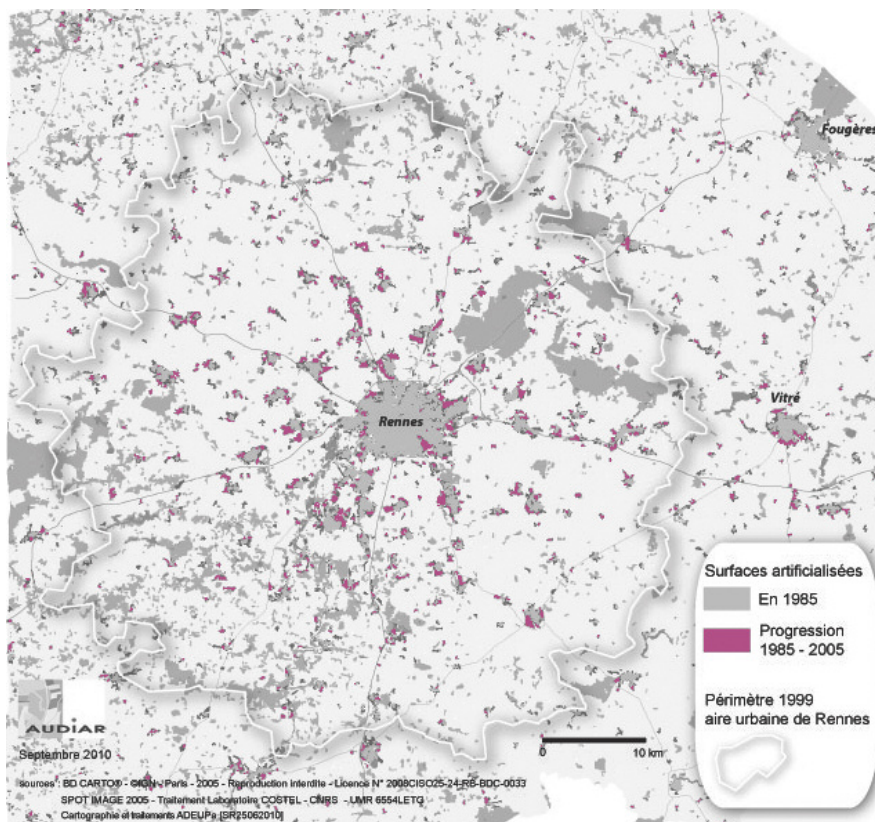 Fougères
Vitré
Rennes
Surfaces artificialisées
En 1985
Progression
1985 - 2005
Périmètre 1999
aire urbaine de Rennes
0 10 km
AUDIAR
Septembre 2010
sources : BD CARTO® - ©IGN - Paris - 2005 - Reproduction interdite - Licence N° 2008CISO25-24-RB-BDC-0033
SPOT IMAGE 2005 - Traitement Laboratoire COSTEL - CNRS - UMR 6554LETG
Cartographie et traitements ADEUPa [SR25062010]